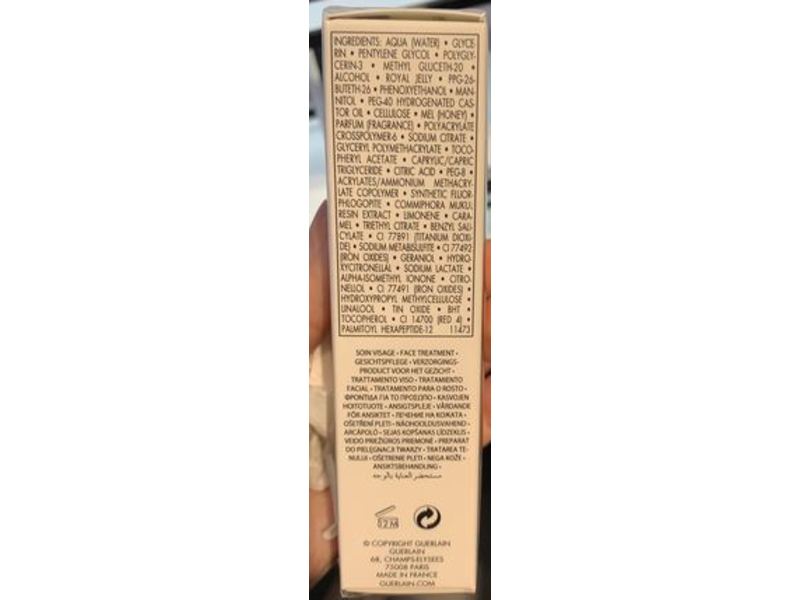 INGREDIENTS: AQUA (WATER) • GLYCE-
RIN • PENTYLENE GLYCOL • POLYGLY-
CERIN-3 • METHYL GLUCETH-20 •
ALCOHOL • ROYAL JELLY • PPG-26-
BUTETH-26 • PHENOXYETHANOL • MAN-
NITOL • PEG-40 HYDROGENATED CAS-
TOR OIL • CELLULOSE • MEL (HONEY) •
PARFUM (FRAGRANCE) • POLYACRYLATE
CROSSPOLYMER-6 • SODIUM CITRATE •
GLYCERYL POLYMETHACRYLATE • TOCO-
PHERYL ACETATE • CAPRYLIC/CAPRIC
TRIGLYCERIDE • CITRIC ACID • PEG-8 •
ACRYLATES/AMMONIUM METHACRY-
LATE COPOLYMER • SYNTHETIC FLUOR-
PHLOGOPITE • COMMIPHORA MUKUL
RESIN EXTRACT • LIMONENE • CARA-
MEL • TRIETHYL CITRATE • BENZYL SALI-
CYLATE • CI 77891 (TITANIUM DIOXI-
DE) • SODIUM METABISULFITE • CI 77492
(IRON OXIDES) • GERANIOL • HYDRO-
XYCITRONELLAL • SODIUM LACTATE •
ALPHA-ISOMETHYL IONONE • CITRO-
NELLOL • CI 77491 (IRON OXIDES) •
HYDROXYPROPYL METHYLCELLULOSE •
LINALOOL • TIN OXIDE • BHT •
TOCOPHEROL • CI 14700 (RED 4) •
PALMITOYL HEXAPEPTIDE-12 11473
SOIN VISAGE • FACE TREATMENT •
GESICHTSPFLEGE • VERZORGINGS-
PRODUCT VOOR HET GEZICHT •
TRATTAMENTO VISO • TRATAMIENTO
FACIAL • TRATAMENTO PARA O ROSTO •
ΦΡΟΝΤΙΔΑ ΓΙΑ ΤΟ ΠΡΟΣΩΠΟ • KASVOJEN
HOITOTUOTE • ANSIGTSPLEJE • VÅRDANDE
FÖR ANSIKTET • ЛЕЧЕНИЕ НА КОЖАТА •
OŠETŘENÍ PLETI • NÄOHOOLDUSVAHEND •
ARCÁPOLÓ • SEJAS KOPŠANAS LĪDZEKLIS •
VEIDO PRIEŽIŪROS PRIEMONĖ • PREPARAT
DO PIELĘGNACJI TWARZY • TRATAREA TE-
NULUI • OŠETRENIE PLETI • NEGA KOŽE •
ANSIKTSBEHANDLING •
مستحضر العناية بالوجه
12M
© COPYRIGHT GUERLAIN
GUERLAIN
68, CHAMPS-ELYSEES
75008 PARIS
MADE IN FRANCE
GUERLAIN.COM